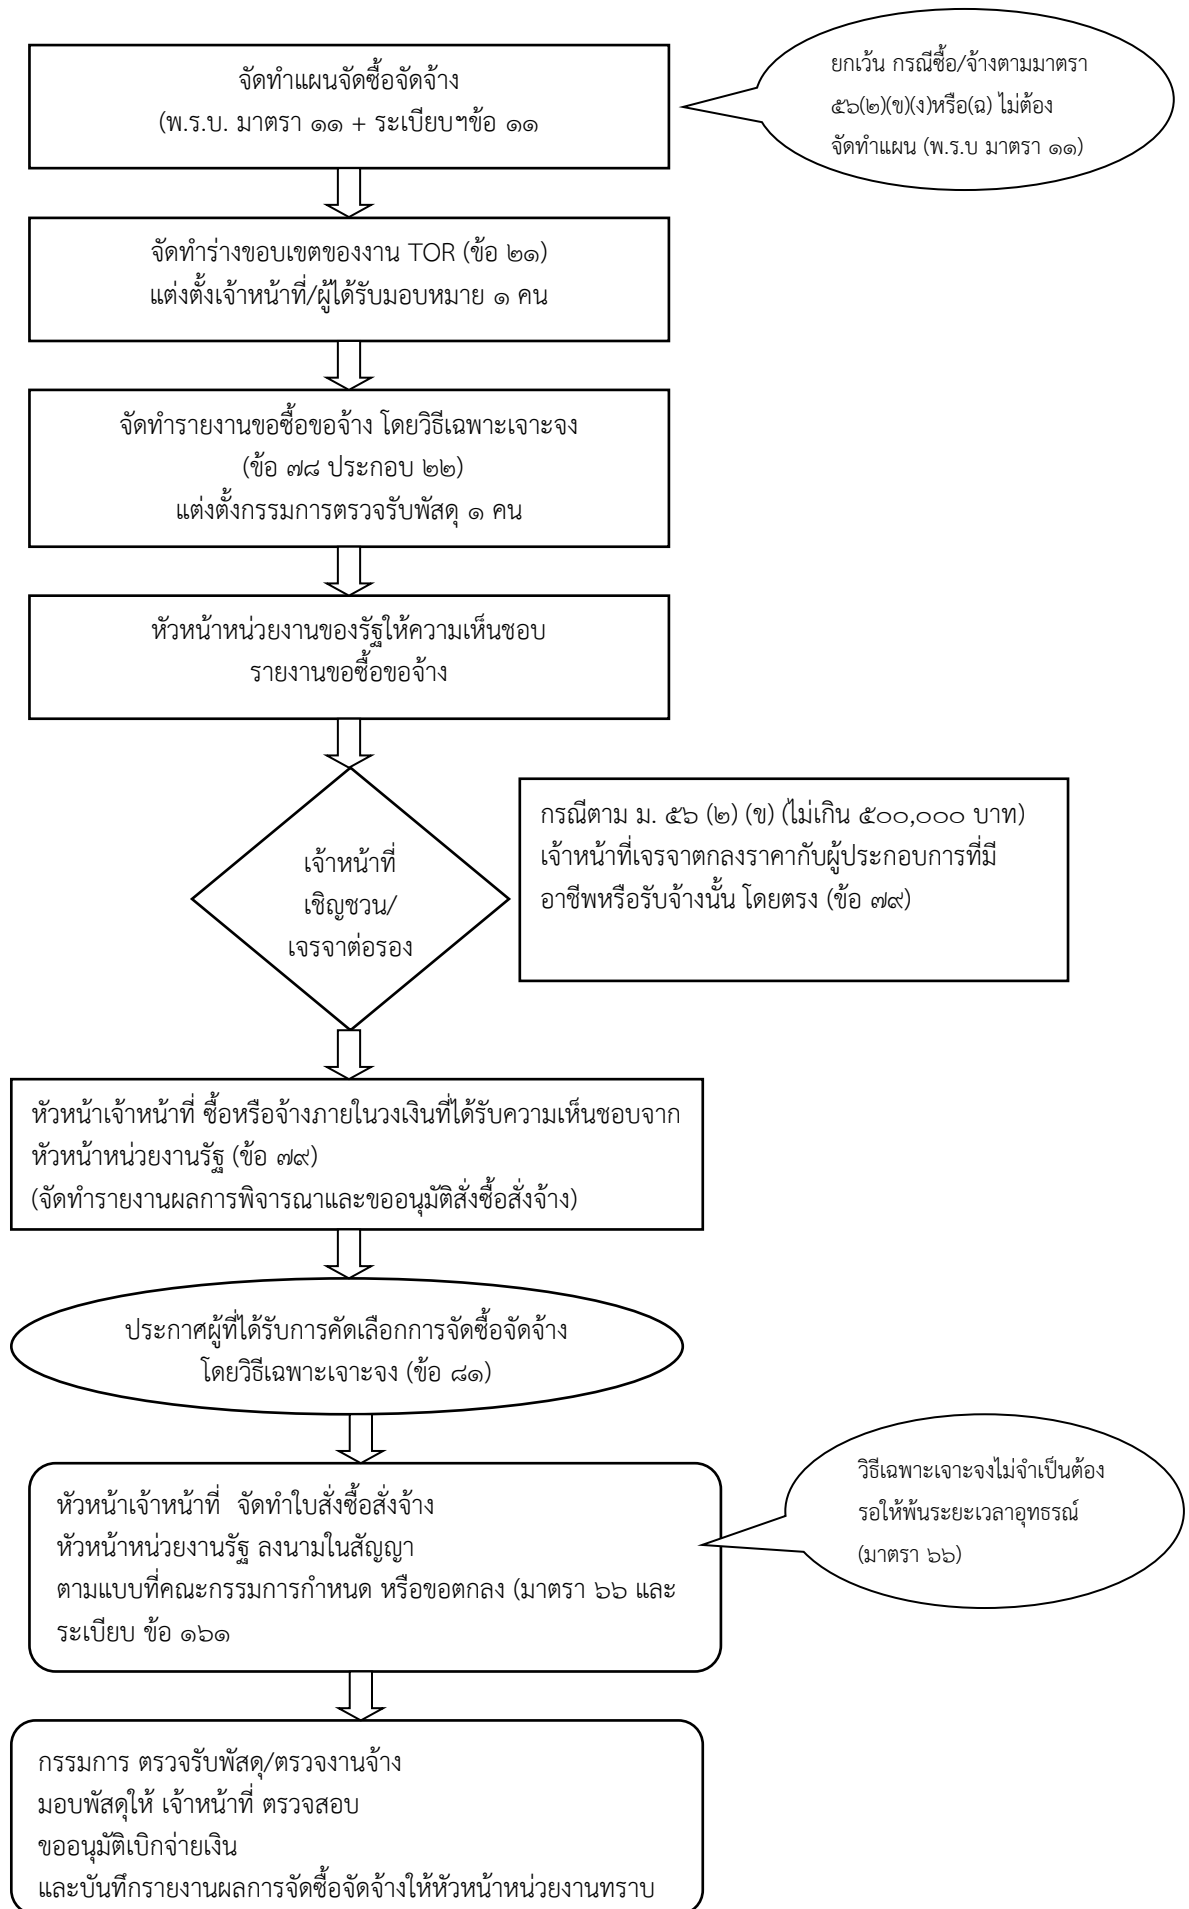 จัดทำแผนจัดซื้อจัดจ้าง
(พ.ร.บ. มาตรา ๑๑ + ระเบียบฯข้อ ๑๑
ยกเว้น กรณีซื้อ/จ้างตามมาตรา
๕๖(๒)(ข)(ง)หรือ(ฉ) ไม่ต้อง
จัดทำแผน (พ.ร.บ มาตรา ๑๑)
จัดทำร่างขอบเขตของงาน TOR (ข้อ ๒๑)
แต่งตั้งเจ้าหน้าที่/ผู้ได้รับมอบหมาย ๑ คน
จัดทำรายงานขอซื้อขอจ้าง โดยวิธีเฉพาะเจาะจง
(ข้อ ๗๘ ประกอบ ๒๒)
แต่งตั้งกรรมการตรวจรับพัสดุ ๑ คน
หัวหน้าหน่วยงานของรัฐให้ความเห็นชอบ
รายงานขอซื้อขอจ้าง
เจ้าหน้าที่
เชิญชวน/
เจรจาต่อรอง
กรณีตาม ม. ๕๖ (๒) (ข) (ไม่เกิน ๕๐๐,๐๐๐ บาท)
เจ้าหน้าที่เจรจาตกลงราคากับผู้ประกอบการที่มี
อาชีพหรือรับจ้างนั้น โดยตรง (ข้อ ๗๙)
หัวหน้าเจ้าหน้าที่ ซื้อหรือจ้างภายในวงเงินที่ได้รับความเห็นชอบจาก
หัวหน้าหน่วยงานรัฐ (ข้อ ๗๙)
(จัดทำรายงานผลการพิจารณาและขออนุมัติสั่งซื้อสั่งจ้าง)
ประกาศผู้ที่ได้รับการคัดเลือกการจัดซื้อจัดจ้าง
โดยวิธีเฉพาะเจาะจง (ข้อ ๘๑)
หัวหน้าเจ้าหน้าที่ จัดทำใบสั่งซื้อสั่งจ้าง
หัวหน้าหน่วยงานรัฐ ลงนามในสัญญา
ตามแบบที่คณะกรรมการกำหนด หรือขอตกลง (มาตรา ๖๖ และ
ระเบียบ ข้อ ๑๖๑
วิธีเฉพาะเจาะจงไม่จำเป็นต้อง
รอให้พ้นระยะเวลาอุทธรณ์
(มาตรา ๖๖)
กรรมการ ตรวจรับพัสดุ/ตรวจงานจ้าง
มอบพัสดุให้ เจ้าหน้าที่ ตรวจสอบ
ขออนุมัติเบิกจ่ายเงิน
และบันทึกรายงานผลการจัดซื้อจัดจ้างให้หัวหน้าหน่วยงานทราบ